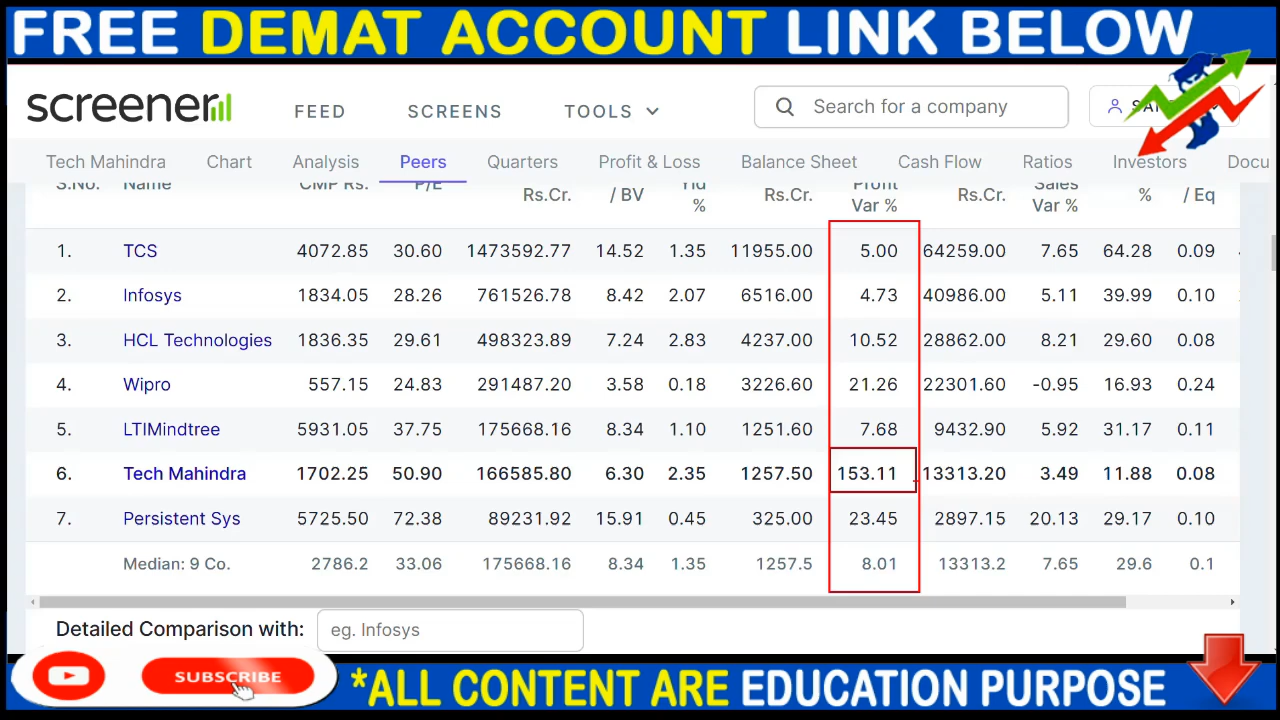 FREE DEMAT ACCOUNT LINK BELOW
screener FEED SCREENS TOOLS Search for a company
Tech Mahindra Chart Analysis Peers Quarters Profit & Loss Balance Sheet Cash Flow Ratios Investors Docu
S.No. Name CMP Rs. P/E Rs.Cr. / BV Yld % Rs.Cr. Profit Var % Rs.Cr. Sales Var % % / Eq
1. TCS 4072.85 30.60 1473592.77 14.52 1.35 11955.00 5.00 64259.00 7.65 64.28 0.09
2. Infosys 1834.05 28.26 761526.78 8.42 2.07 6516.00 4.73 40986.00 5.11 39.99 0.10
3. HCL Technologies 1836.35 29.61 498323.89 7.24 2.83 4237.00 10.52 28862.00 8.21 29.60 0.08
4. Wipro 557.15 24.83 291487.20 3.58 0.18 3226.60 21.26 22301.60 -0.95 16.93 0.24
5. LTIMindtree 5931.05 37.75 175668.16 8.34 1.10 1251.60 7.68 9432.90 5.92 31.17 0.11
6. Tech Mahindra 1702.25 50.90 166585.80 6.30 2.35 1257.50 153.11 13313.20 3.49 11.88 0.08
7. Persistent Sys 5725.50 72.38 89231.92 15.91 0.45 325.00 23.45 2897.15 20.13 29.17 0.10
Median: 9 Co. 2786.2 33.06 175668.16 8.34 1.35 1257.5 8.01 13313.2 7.65 29.6 0.1
Detailed Comparison with: eg. Infosys
SUBSCRIBE *ALL CONTENT ARE EDUCATION PURPOSE